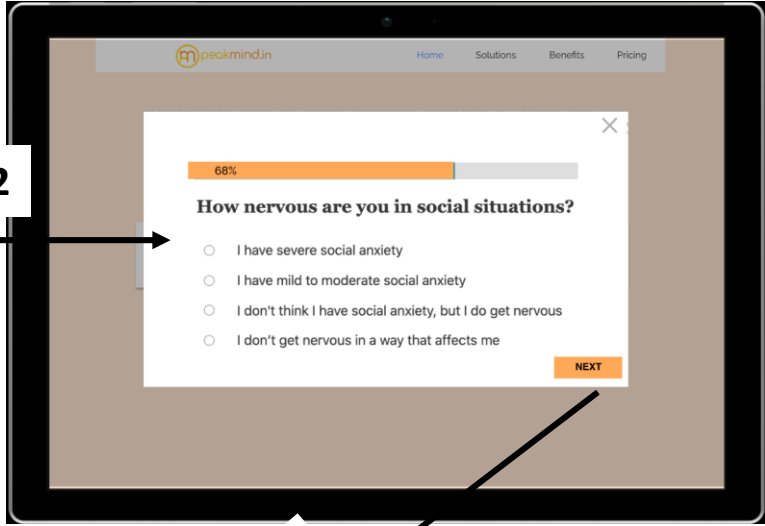 peakmind.in Home Solutions Benefits Pricing
68%
2
How nervous are you in social situations?
I have severe social anxiety
I have mild to moderate social anxiety
I don't think I have social anxiety, but I do get nervous
I don't get nervous in a way that affects me
NEXT